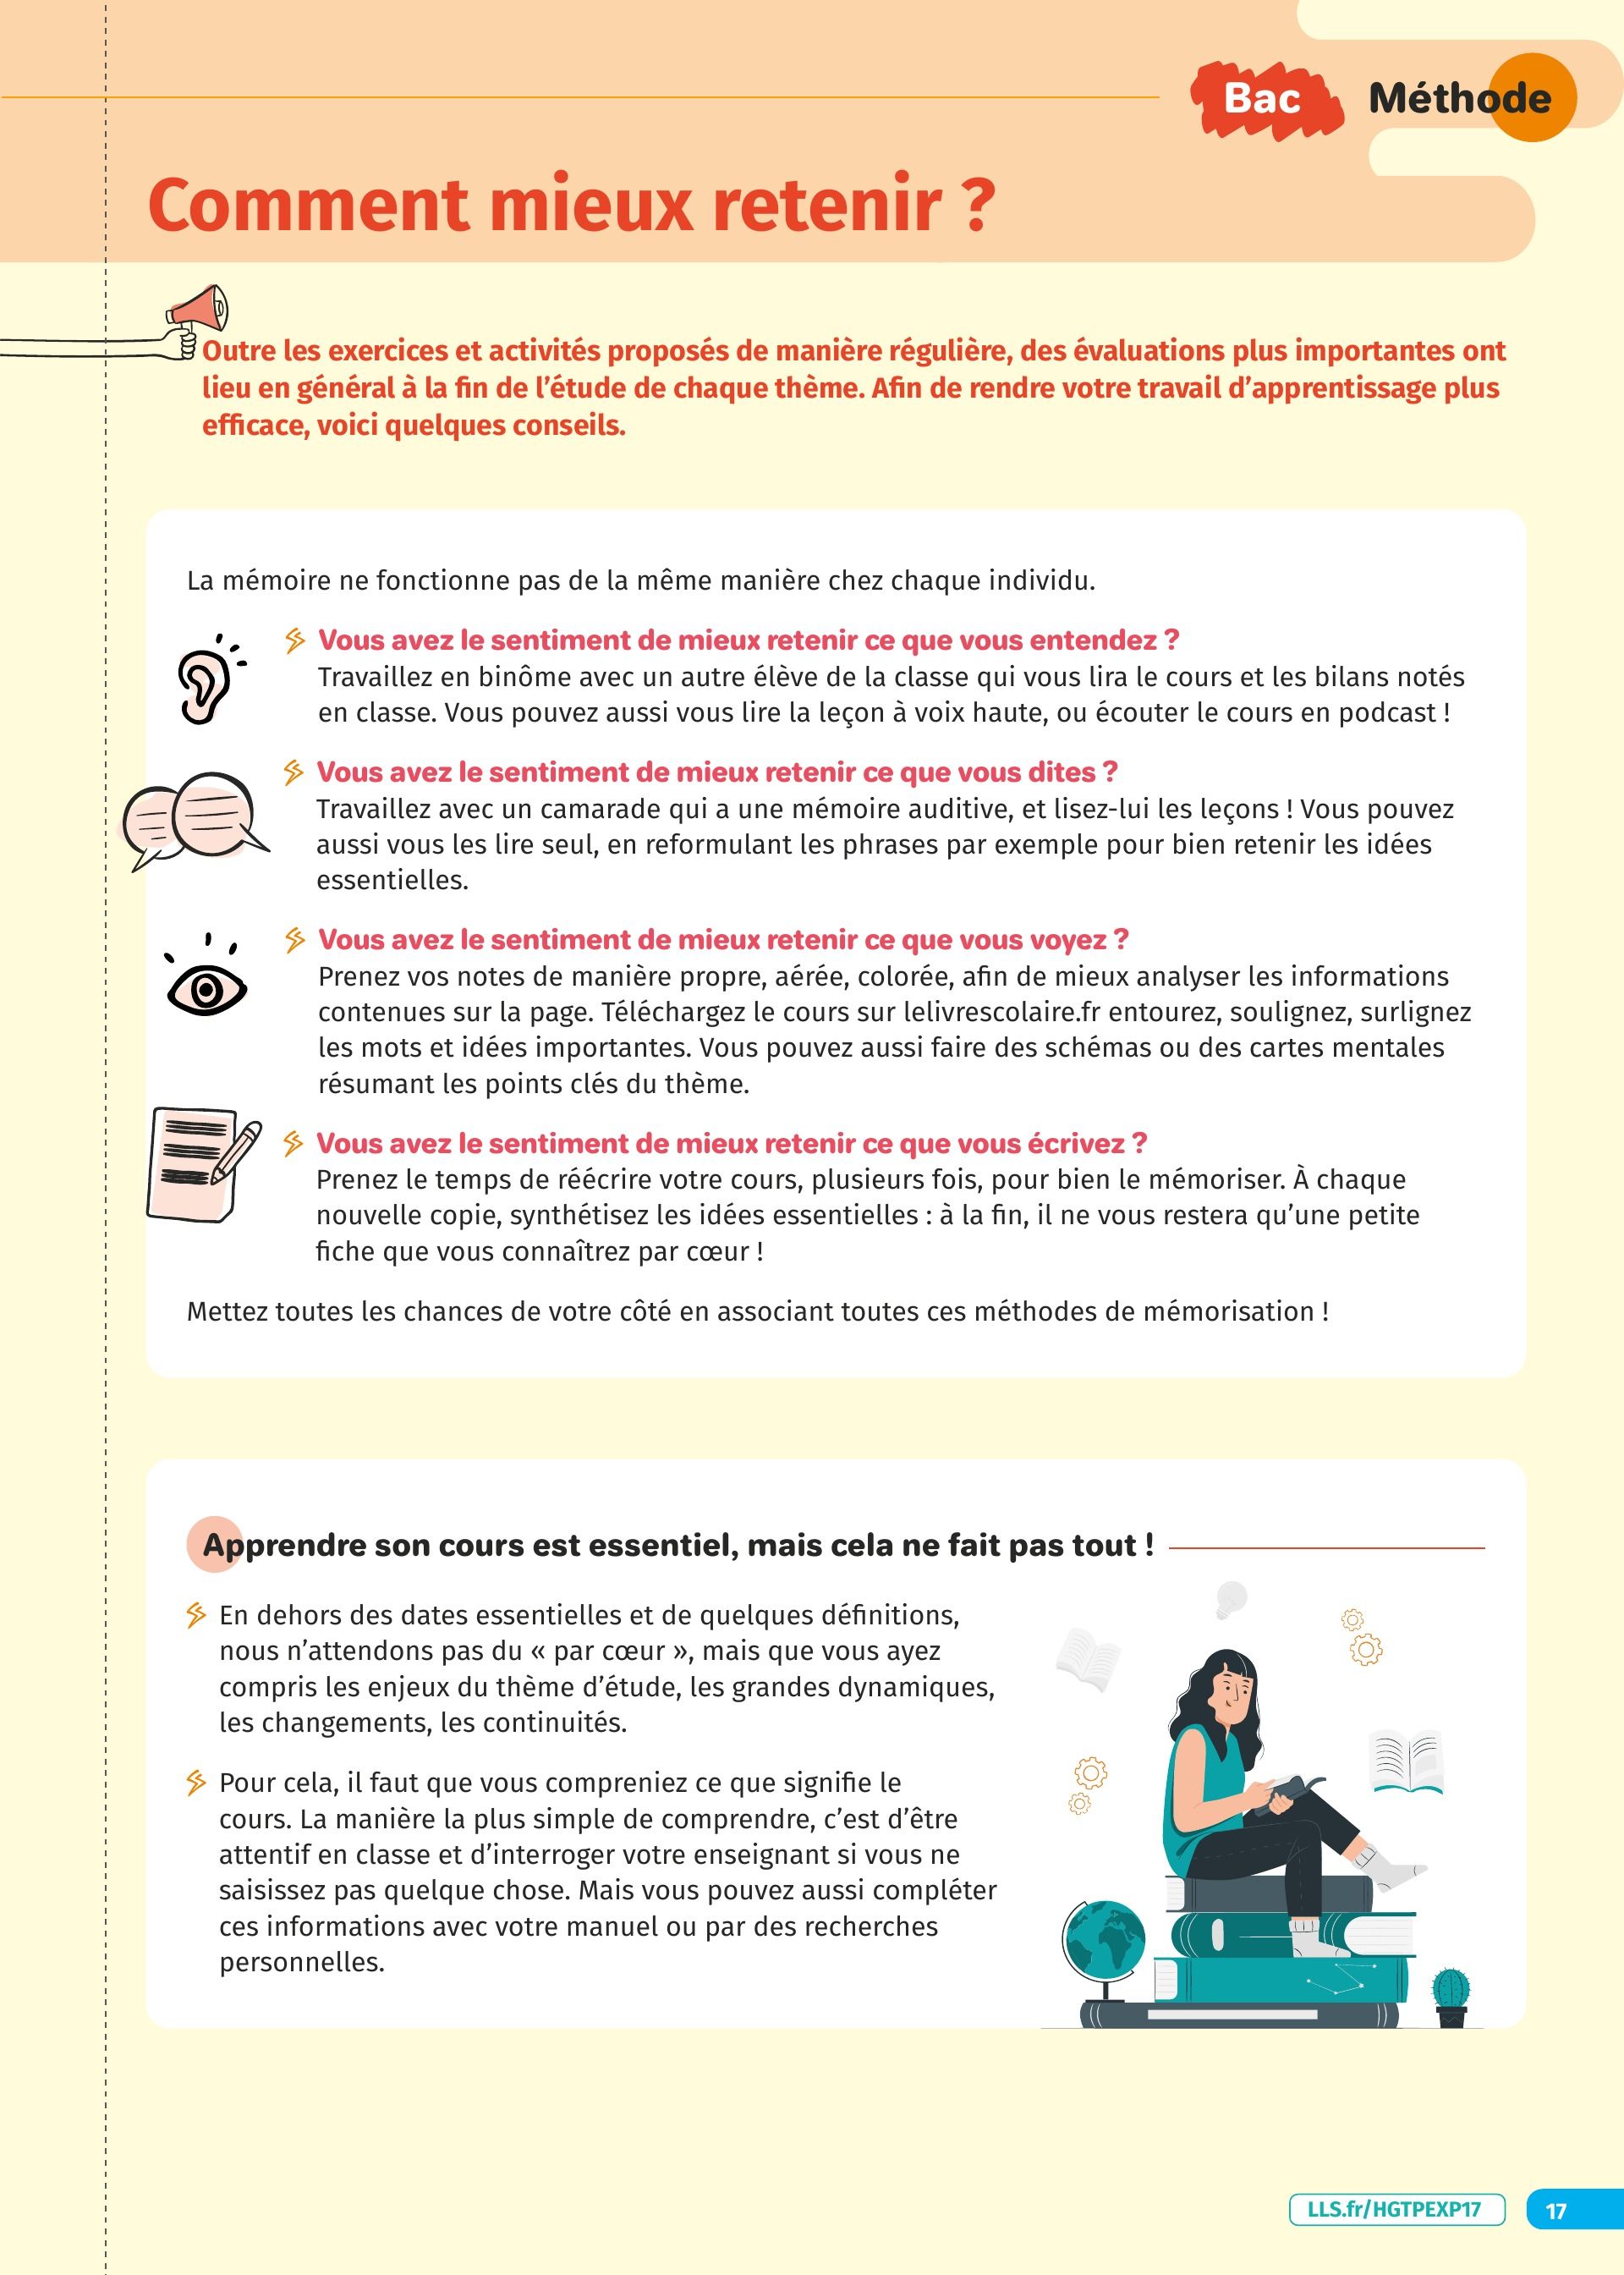 Bac Méthode
Comment mieux retenir ?
Outre les exercices et activités proposés de manière régulière, des évaluations plus importantes ont
lieu en général à la fin de l’étude de chaque thème. Afin de rendre votre travail d’apprentissage plus
efficace, voici quelques conseils.
La mémoire ne fonctionne pas de la même manière chez chaque individu.
Vous avez le sentiment de mieux retenir ce que vous entendez ?
Travaillez en binôme avec un autre élève de la classe qui vous lira le cours et les bilans notés
en classe. Vous pouvez aussi vous lire la leçon à voix haute, ou écouter le cours en podcast !
Vous avez le sentiment de mieux retenir ce que vous dites ?
Travaillez avec un camarade qui a une mémoire auditive, et lisez-lui les leçons ! Vous pouvez
aussi vous les lire seul, en reformulant les phrases par exemple pour bien retenir les idées
essentielles.
Vous avez le sentiment de mieux retenir ce que vous voyez ?
Prenez vos notes de manière propre, aérée, colorée, afin de mieux analyser les informations
contenues sur la page. Téléchargez le cours sur lelivrescolaire.fr entourez, soulignez, surlignez
les mots et idées importantes. Vous pouvez aussi faire des schémas ou des cartes mentales
résumant les points clés du thème.
Vous avez le sentiment de mieux retenir ce que vous écrivez ?
Prenez le temps de réécrire votre cours, plusieurs fois, pour bien le mémoriser. À chaque
nouvelle copie, synthétisez les idées essentielles : à la fin, il ne vous restera qu’une petite
fiche que vous connaîtrez par cœur !
Mettez toutes les chances de votre côté en associant toutes ces méthodes de mémorisation !
Apprendre son cours est essentiel, mais cela ne fait pas tout !
En dehors des dates essentielles et de quelques définitions,
nous n’attendons pas du « par cœur », mais que vous ayez
compris les enjeux du thème d’étude, les grandes dynamiques,
les changements, les continuités.
Pour cela, il faut que vous compreniez ce que signifie le
cours. La manière la plus simple de comprendre, c’est d’être
attentif en classe et d’interroger votre enseignant si vous ne
saisissez pas quelque chose. Mais vous pouvez aussi compléter
ces informations avec votre manuel ou par des recherches
personnelles.
LLS.fr/HGTPEXP17
17